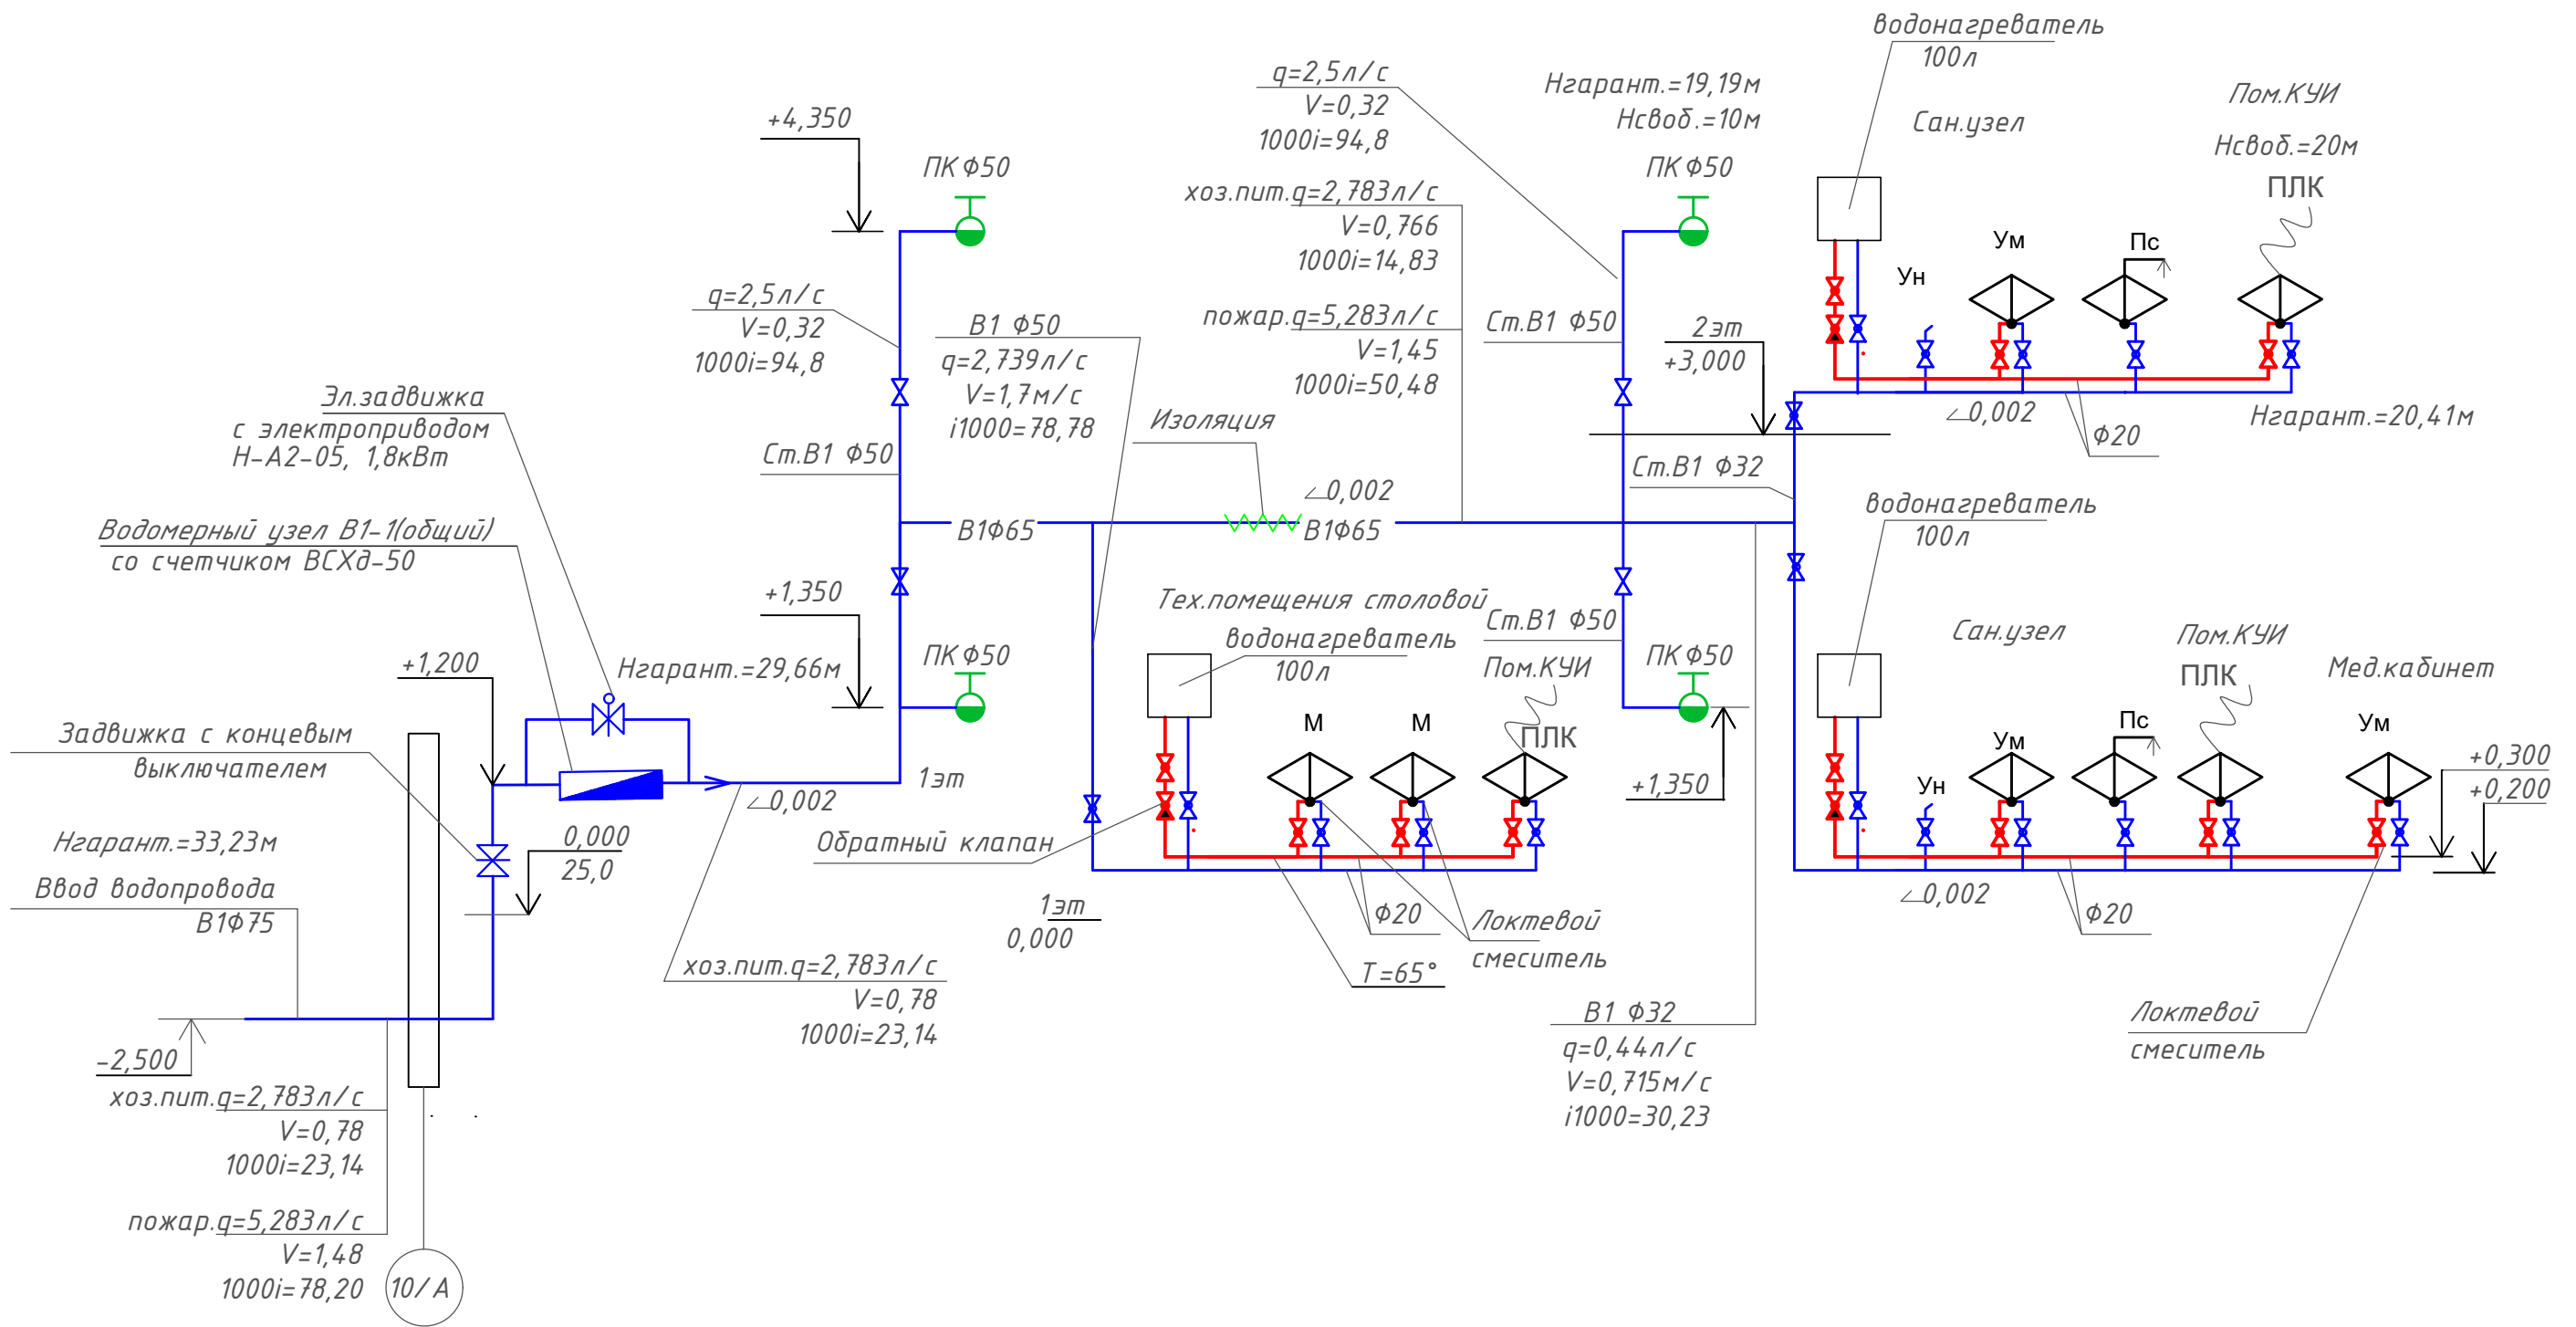 водонагреватель
100л
q=2,5л/с
V=0,32
1000i=94,8
Нгарант.=19,19м
Нсвоб.=10м
Пом.КУИ
Сан.узел
Нсвоб.=20м
ПЛК
+4,350
ПК Ф50
хоз.пит.q=2,783л/с
V=0,766
1000i=14,83
ПК Ф50
Ун
Ум
Пс
q=2,5л/с
V=0,32
1000i=94,8
В1 Ф50
q=2,739л/с
V=1,7м/с
i1000=78,78
пожар.q=5,283л/с
V=1,45
1000i=50,48
Ст.В1 Ф50
2эт
+3,000
Эл.задвижка
с электроприводом
Н-А2-05, 1,8кВт
Изоляция
0,002
Нгарант.=20,41м
Ф20
Ст.В1 Ф50
Ст.В1 Ф32
0,002
В1Ф65
В1Ф65
водонагреватель
100л
Водомерный узел В1-1(общий)
со счетчиком ВСХд-50
+1,350
Тех.помещения столовой
водонагреватель
100л
Ст.В1 Ф50
Сан.узел
Пом.КУИ
ПЛК
Мед.кабинет
+1,200
Нгарант.=29,66м
ПК Ф50
Пом.КУИ
ПЛК
ПК Ф50
М
М
Ун
Ум
Пс
Ум
+0,300
+0,200
Задвижка с концевым
выключателем
1эт
0,002
+1,350
Нгарант.=33,23м
0,000
25,0
Обратный клапан
Ввод водопровода
В1Ф75
1эт
0,000
Ф20
Локтевой
смеситель
0,002
Ф20
хоз.пит.q=2,783л/с
V=0,78
1000i=23,14
Т=65°
В1 Ф32
q=0,44л/с
V=0,715м/с
i1000=30,23
Локтевой
смеситель
-2,500
хоз.пит.q=2,783л/с
V=0,78
1000i=23,14
пожар.q=5,283л/с
V=1,48
1000i=78,20
10/А